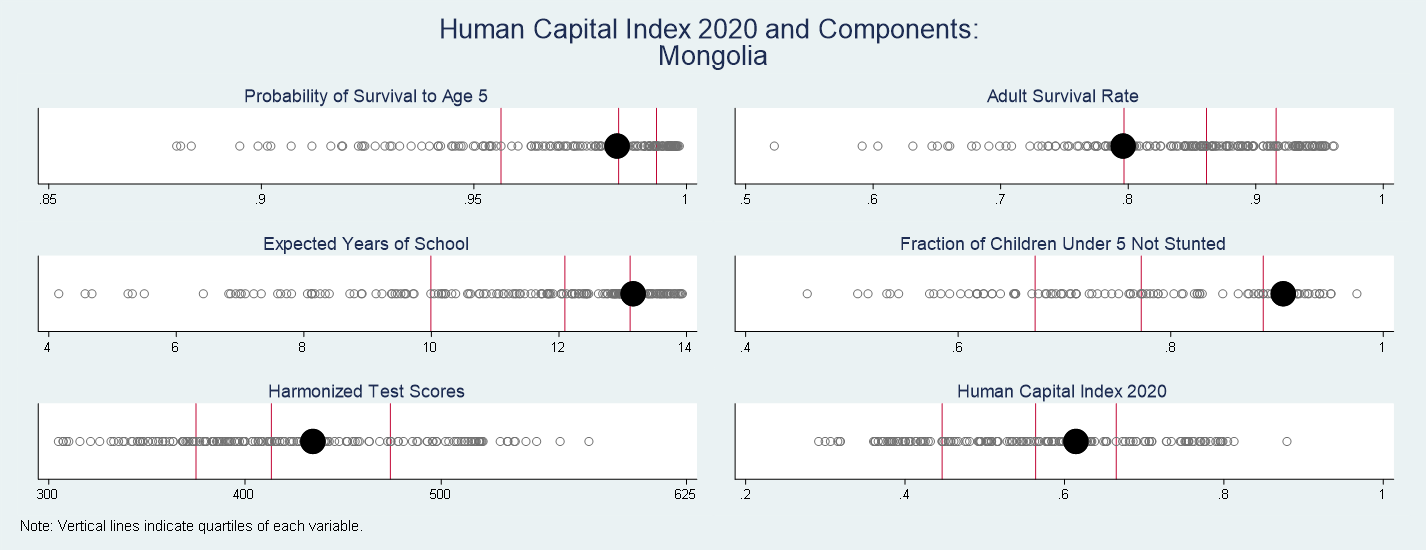 Human Capital Index 2020 and Components:
Mongolia
Probability of Survival to Age 5
.85 .9 .95 1
Adult Survival Rate
.5 .6 .7 .8 .9 1
Expected Years of School
4 6 8 10 12 14
Fraction of Children Under 5 Not Stunted
.4 .6 .8 1
Harmonized Test Scores
300 400 500 625
Human Capital Index 2020
.2 .4 .6 .8 1
Note: Vertical lines indicate quartiles of each variable.